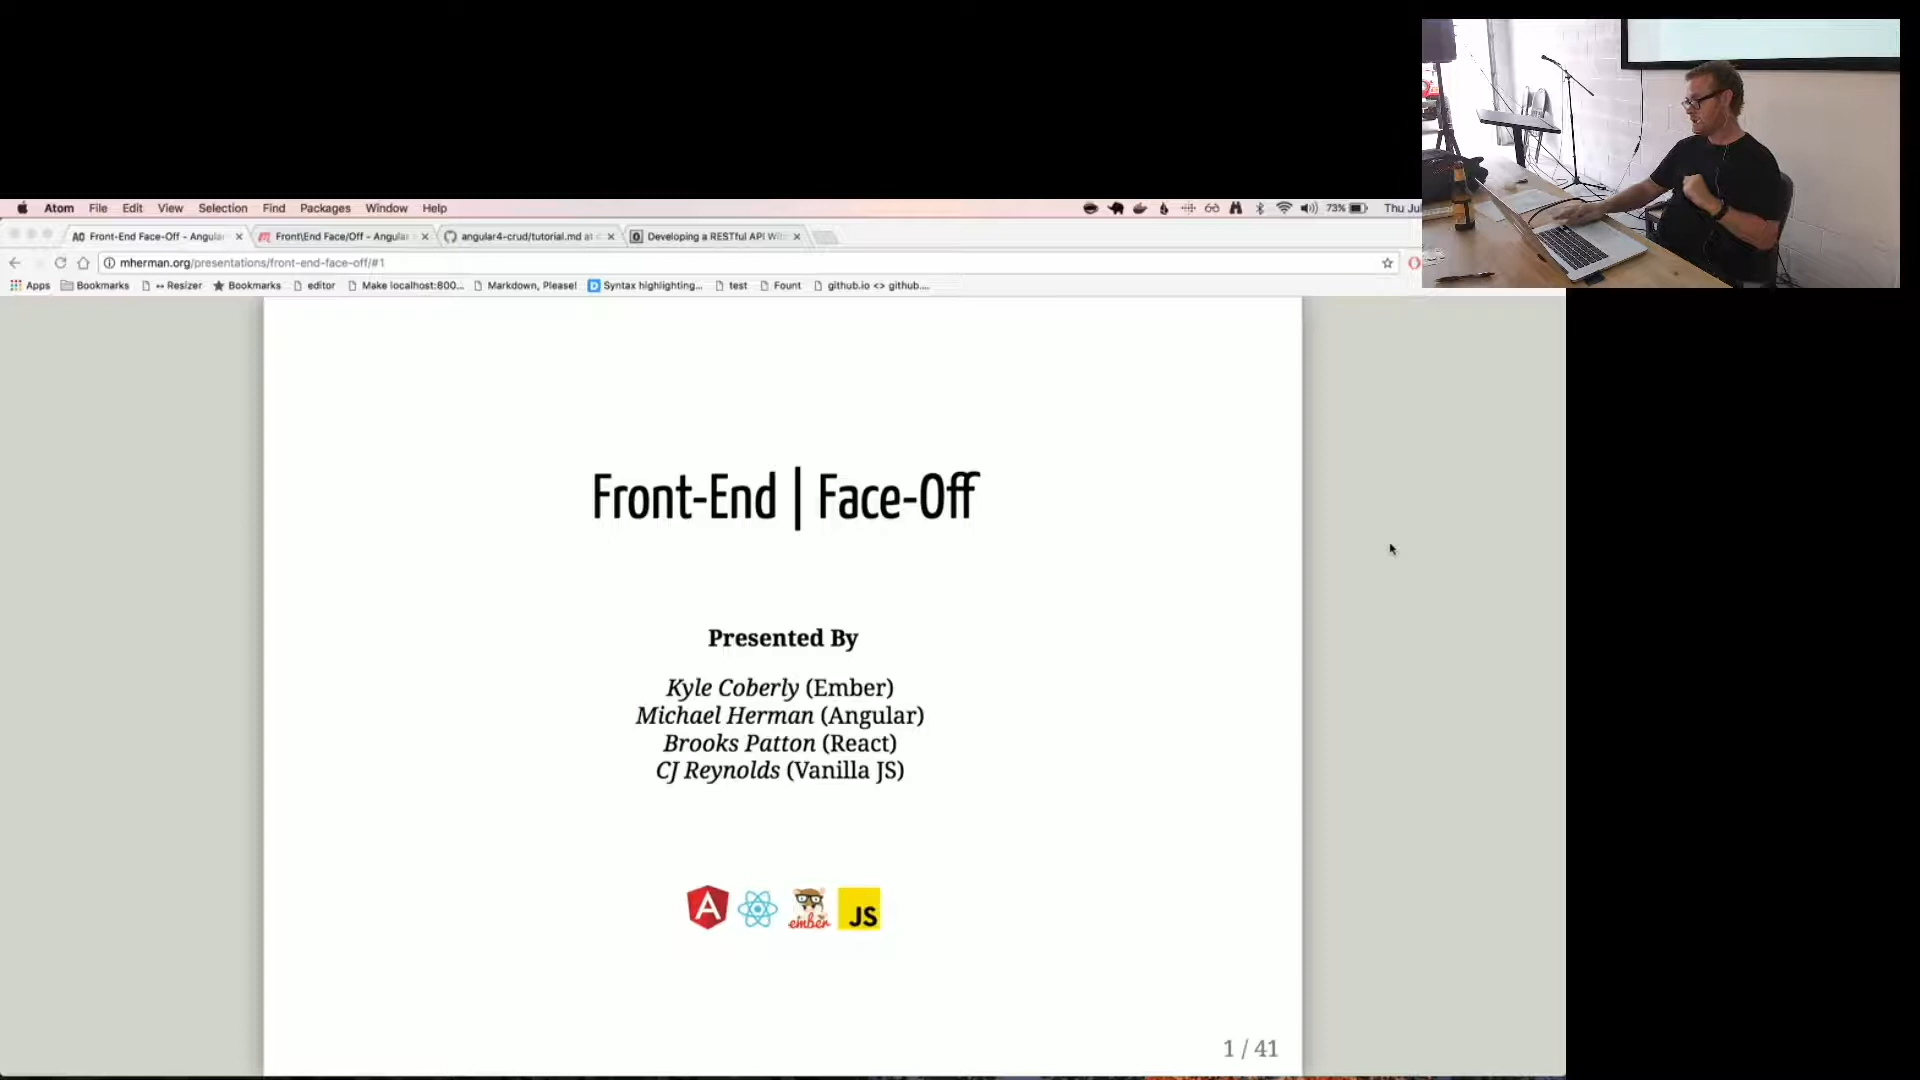 Atom File Edit View Selection Find Packages Window Help 73% Thu Jul
Front-End Face-Off - Angular Front\End Face/Off - Angular angular4-crud/tutorial.md at Developing a RESTful API With
mherman.org/presentations/front-end-face-off/#1
Apps Bookmarks ↔ Resizer Bookmarks editor Make localhost:800... Markdown, Please! Syntax highlighting... test Fount github.io <> github....
Front-End | Face-Off
Presented By
Kyle Coberly (Ember)
Michael Herman (Angular)
Brooks Patton (React)
CJ Reynolds (Vanilla JS)
A ember JS
1 / 41